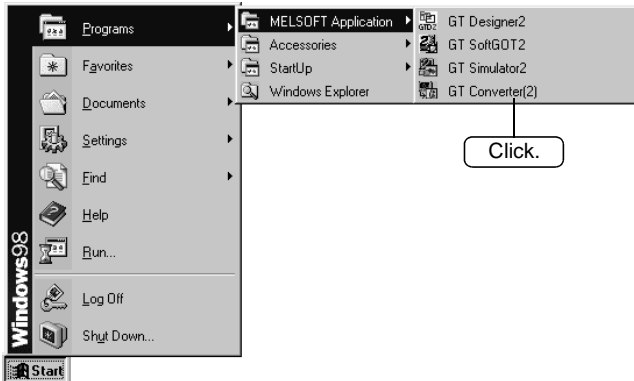 Programs
Favorites
Documents
Settings
Find
Help
Run...
Log Off
Shut Down...
Windows98
Start
MELSOFT Application
Accessories
StartUp
Windows Explorer
GTD2
GT Designer2
GT SoftGOT2
GT Simulator2
GT Converter(2)
Click.